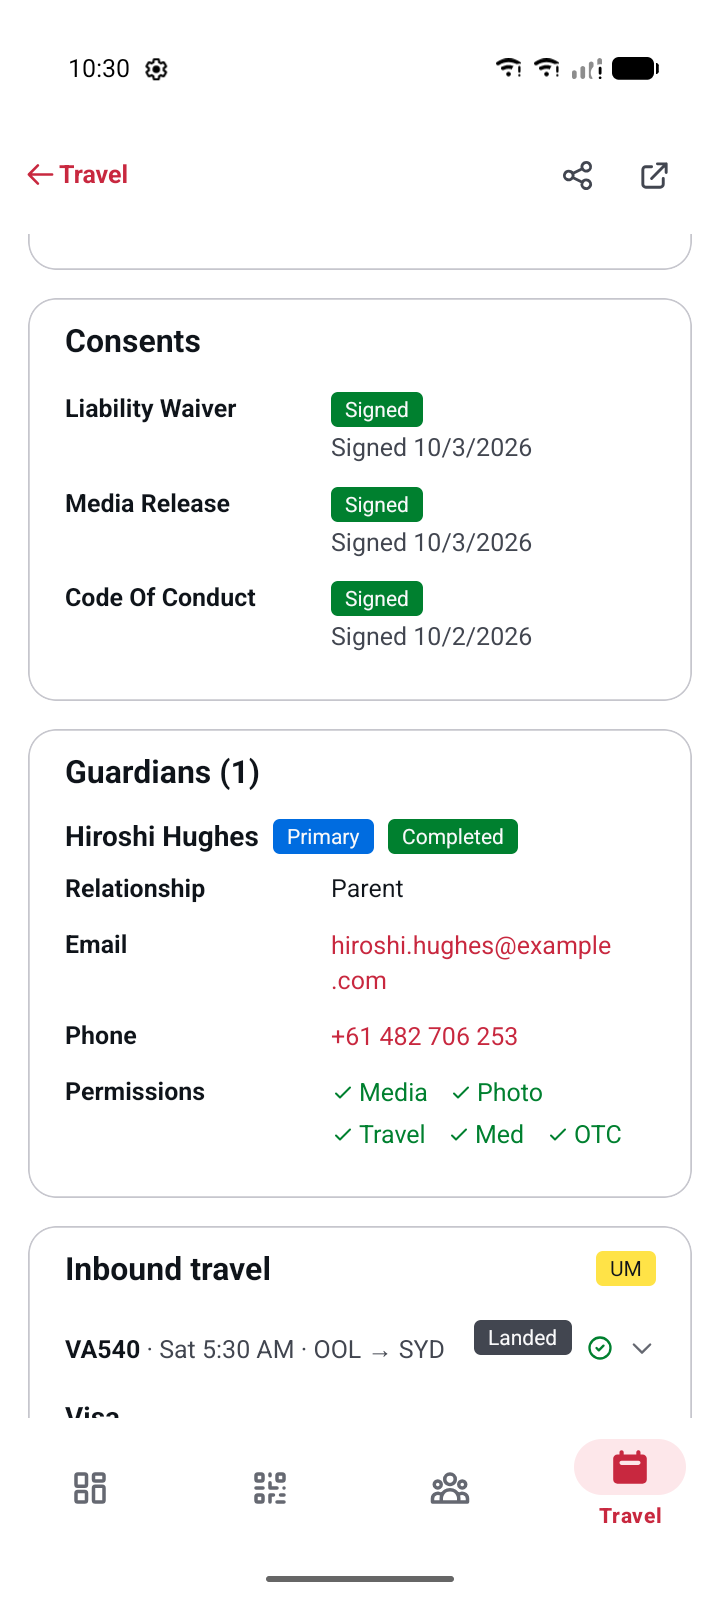 10:30
Travel
Consents
Liability Waiver
Signed
Signed 10/3/2026
Media Release
Signed
Signed 10/3/2026
Code Of Conduct
Signed
Signed 10/2/2026
Guardians (1)
Hiroshi Hughes Primary Completed
Relationship Parent
Email hiroshi.hughes@example
.com
Phone +61 482 706 253
Permissions Media Photo
Travel Med OTC
Inbound travel UM
VA540 · Sat 5:30 AM · OOL → SYD Landed
Visa
Travel